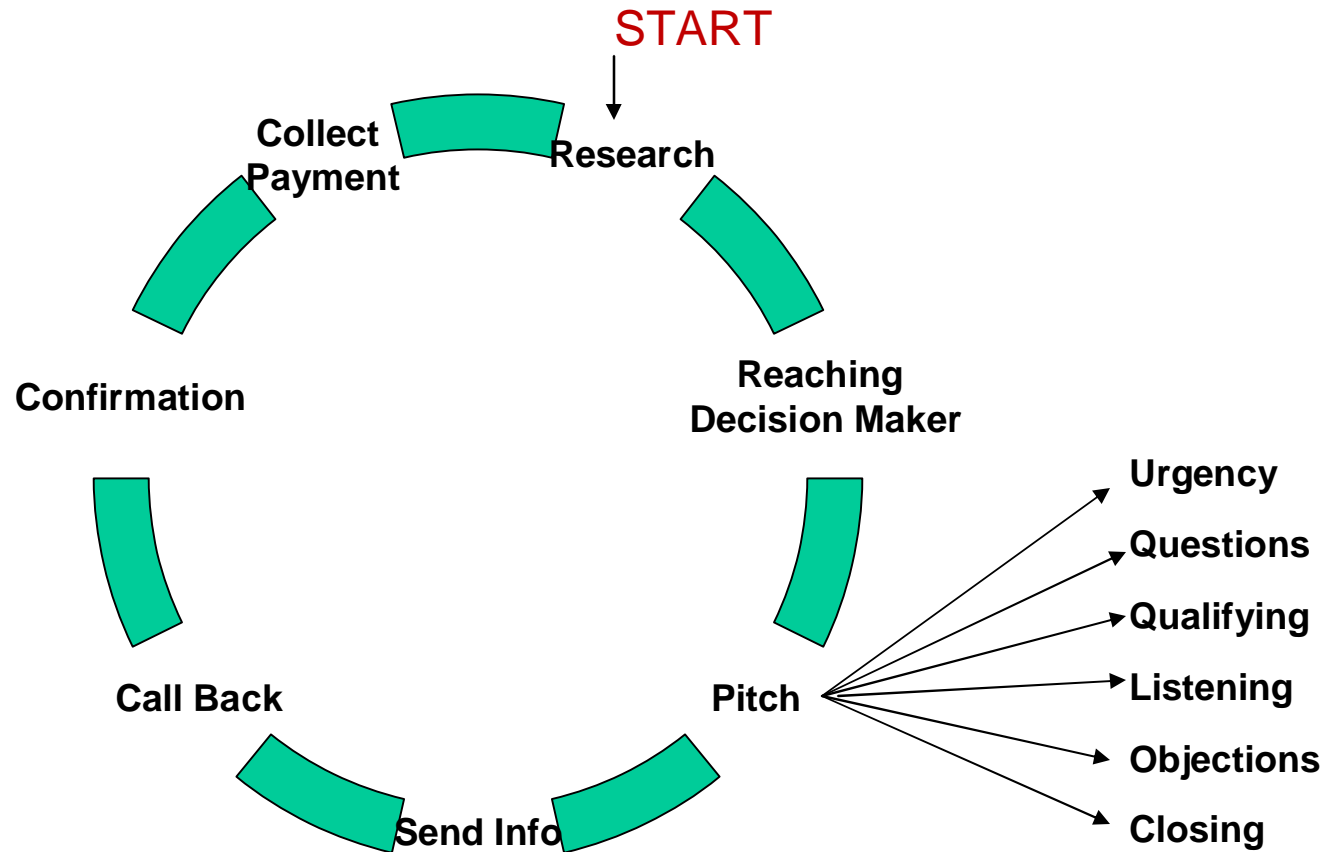 START
Research
Reaching
Decision Maker
Pitch
Urgency
Questions
Qualifying
Listening
Objections
Closing
Send Info
Call Back
Confirmation
Collect
Payment